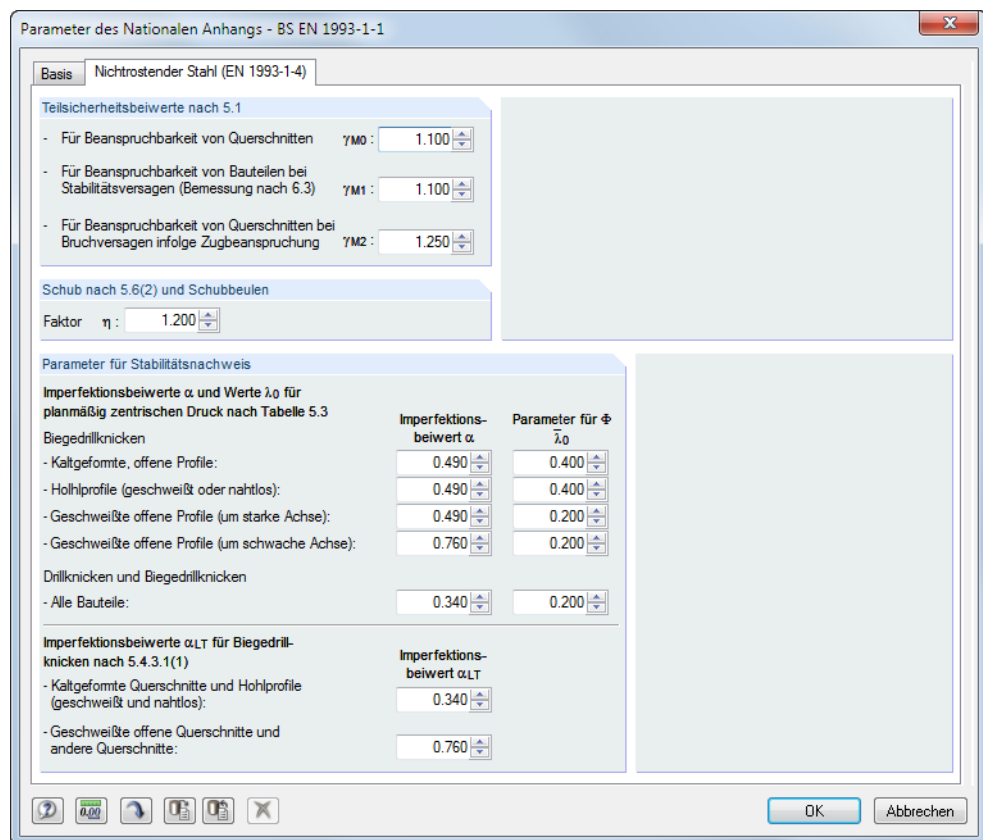 Parameter des Nationalen Anhangs - BS EN 1993-1-1
Basis
Nichtrostender Stahl (EN 1993-1-4)
Teilsicherheitsbeiwerte nach 5.1
- Für Beanspruchbarkeit von Querschnitten γM0 : 1.100
- Für Beanspruchbarkeit von Bauteilen bei
Stabilitätsversagen (Bemessung nach 6.3) γM1 : 1.100
- Für Beanspruchbarkeit von Querschnitten bei
Bruchversagen infolge Zugbeanspruchung γM2 : 1.250
Schub nach 5.6(2) und Schubbeulen
Faktor η : 1.200
Parameter für Stabilitätsnachweis
Imperfektionsbeiwerte α und Werte λ0 für
planmäßig zentrischen Druck nach Tabelle 5.3
Imperfektions-
beiwert α
Parameter für Φ
λ̅0
Biegedrillknicken
- Kaltgeformte, offene Profile: 0.490 0.400
- Holhlprofile (geschweißt oder nahtlos): 0.490 0.400
- Geschweißte offene Profile (um starke Achse): 0.490 0.200
- Geschweißte offene Profile (um schwache Achse): 0.760 0.200
Drillknicken und Biegedrillknicken
- Alle Bauteile: 0.340 0.200
Imperfektionsbeiwerte αLT für Biegedrill-
knicken nach 5.4.3.1(1)
Imperfektions-
beiwert αLT
- Kaltgeformte Querschnitte und Hohlprofile
(geschweißt und nahtlos): 0.340
- Geschweißte offene Querschnitte und
andere Querschnitte: 0.760
0.00
OK
Abbrechen